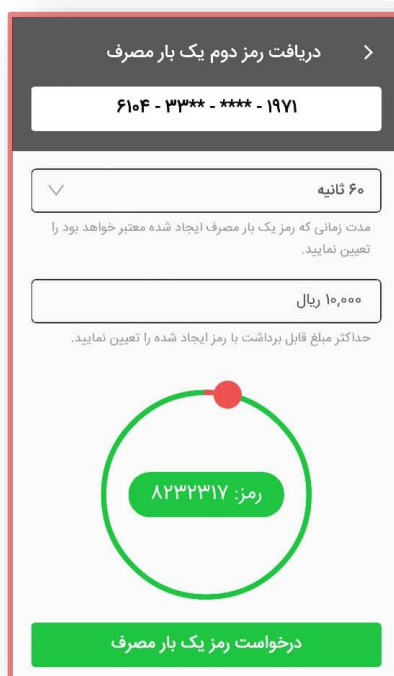 دریافت رمز دوم یک بار مصرف
۶۱۰۴ - ۳۳** - **** - ۱۹۷۱
۶۰ ثانیه
مدت زمانی که رمز یک بار مصرف ایجاد شده معتبر خواهد بود را
تعیین نمایید.
۱۰,۰۰۰ ریال
حداکثر مبلغ قابل برداشت با رمز ایجاد شده را تعیین نمایید.
رمز: ۸۲۳۲۳۱۷
درخواست رمز یک بار مصرف